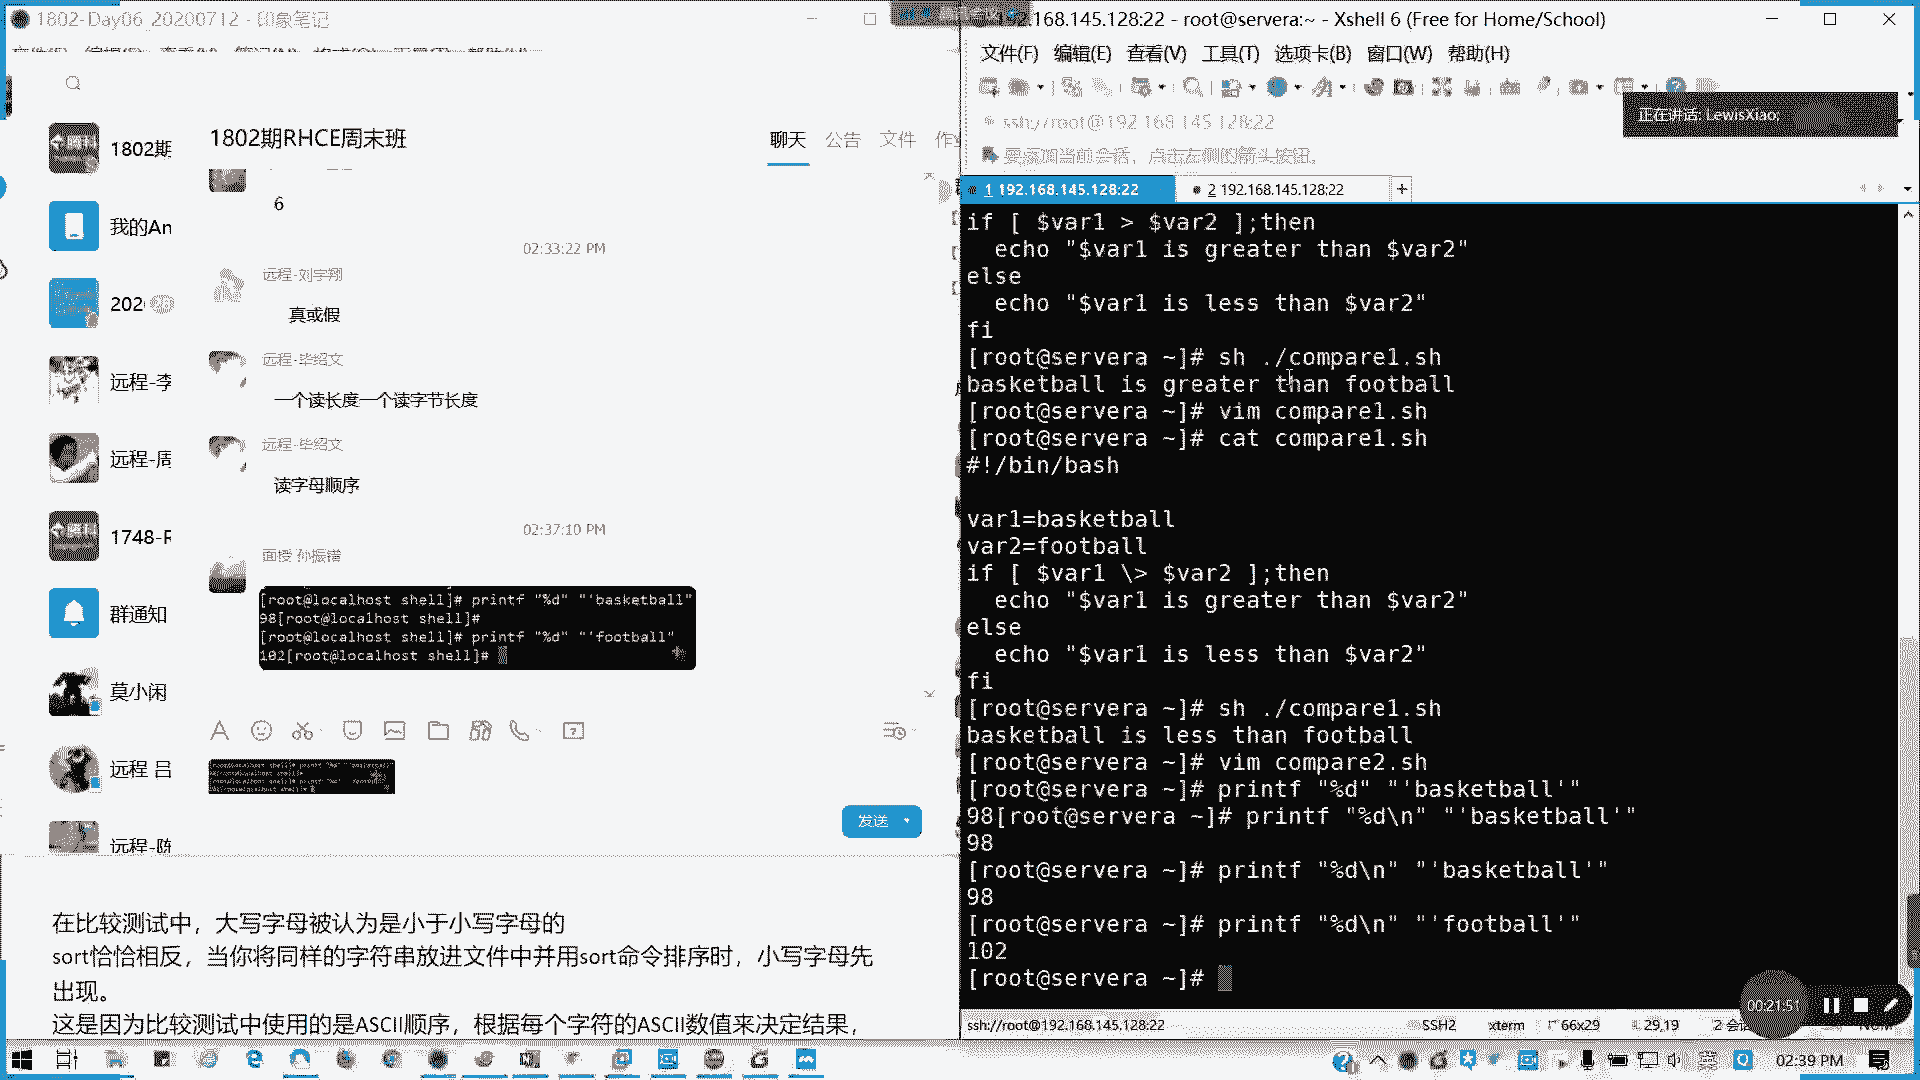 1802-Day06_20200712 - 印象笔记
1802期
我的An
202
远程-李
远程-周
1748-F
群通知
莫小闲
远程 吕
远程-陈
1802期RHCE周末班
聊天 公告 文件 作业
6
02:33:22 PM
远程-刘宇翔
真或假
远程-毕绍文
一个读长度一个读字节长度
远程-毕绍文
读字母顺序
02:37:10 PM
[root@localhost shell]# printf "%d" "'basketball"
98[root@localhost shell]#
[root@localhost shell]# printf "%d" "'football"
102[root@localhost shell]#
发送
在比较测试中，大写字母被认为是小于小写字母的
sort恰恰相反，当你将同样的字符串放进文件中并用sort命令排序时，小写字母先
出现。
这是因为比较测试中使用的是ASCII顺序，根据每个字符的ASCII数值来决定结果，
192.168.145.128:22 - root@servera:~ - Xshell 6 (Free for Home/School)
文件(F) 编辑(E) 查看(V) 工具(T) 选项卡(B) 窗口(W) 帮助(H)
ssh://root@192.168.145.128:22
正在讲话: LewisXiao;
要添加当前会话，点击左侧的箭头按钮。
1 192.168.145.128:22
2 192.168.145.128:22
+
if [ $var1 > $var2 ];then
  echo "$var1 is greater than $var2"
else
  echo "$var1 is less than $var2"
fi
[root@servera ~]# sh ./compare1.sh
basketball is greater than football
[root@servera ~]# vim compare1.sh
[root@servera ~]# cat compare1.sh
#!/bin/bash
var1=basketball
var2=football
if [ $var1 \> $var2 ];then
  echo "$var1 is greater than $var2"
else
  echo "$var1 is less than $var2"
fi
[root@servera ~]# sh ./compare1.sh
basketball is less than football
[root@servera ~]# vim compare2.sh
[root@servera ~]# printf "%d" "'basketball'"
98[root@servera ~]# printf "%d\n" "'basketball'"
98
[root@servera ~]# printf "%d\n" "'basketball'"
98
[root@servera ~]# printf "%d\n" "'football'"
102
[root@servera ~]#
00:21:51
ssh://root@192.168.145.128:22
SSH2
xterm
66x29
29,19
02:39 PM